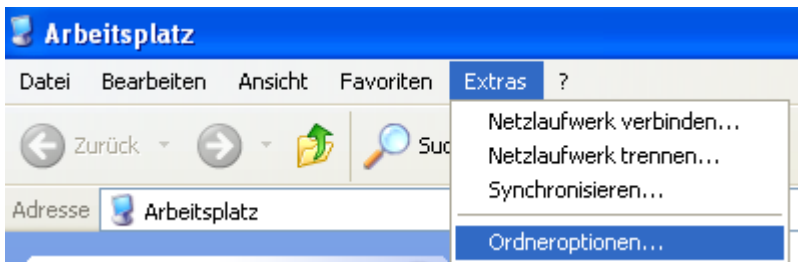 Arbeitsplatz
Datei Bearbeiten Ansicht Favoriten Extras ?
Netzlaufwerk verbinden...
Netzlaufwerk trennen...
Synchronisieren...
Ordneroptionen...
Zurück
Adresse Arbeitsplatz